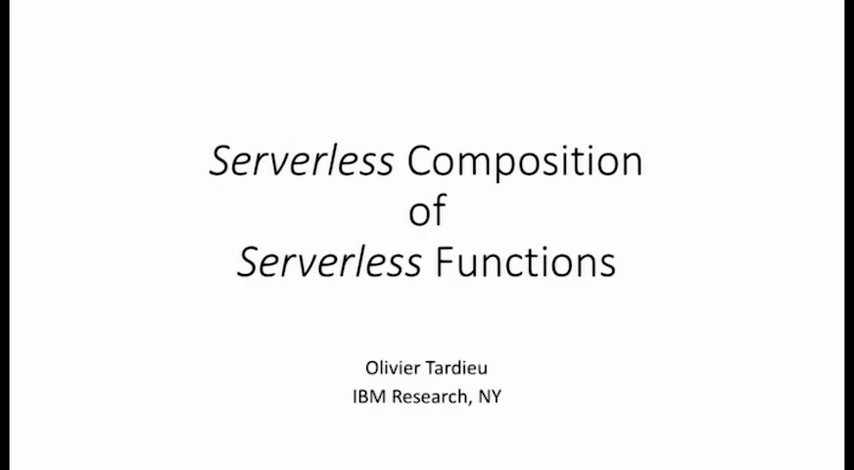 Serverless Composition
of
Serverless Functions
Olivier Tardieu
IBM Research, NY